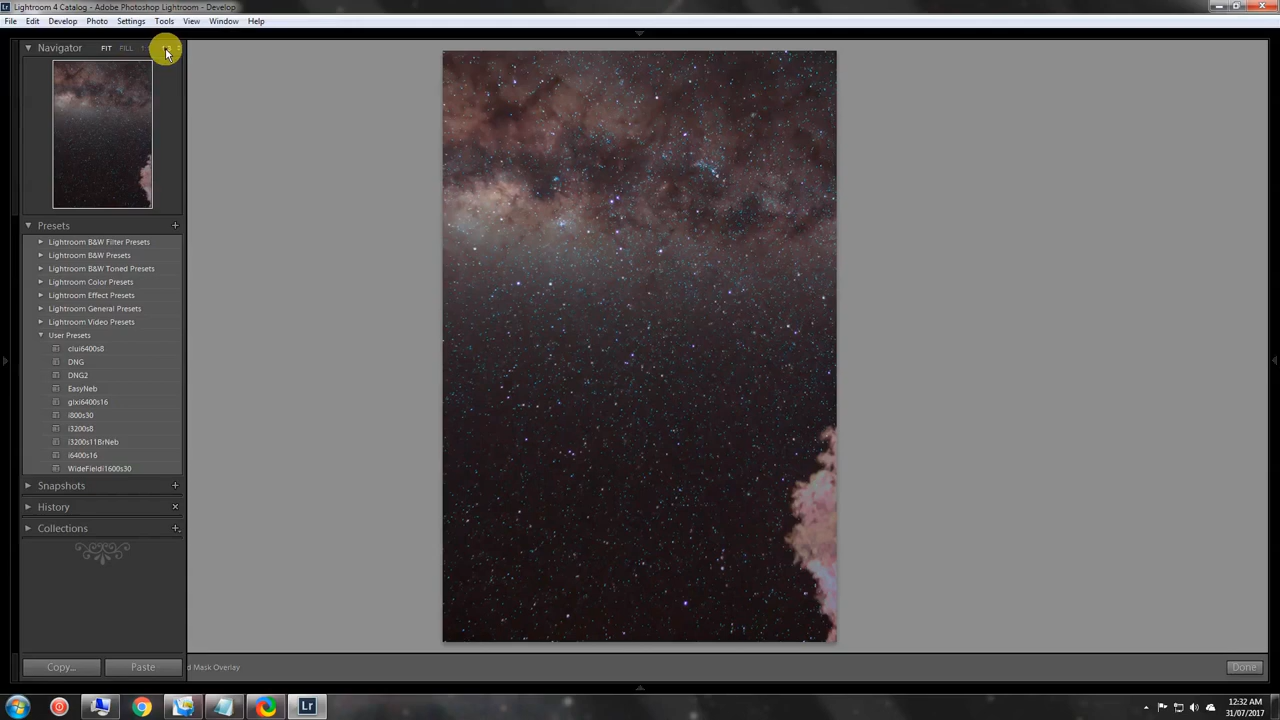 Lightroom 4 Catalog - Adobe Photoshop Lightroom - Develop
File Edit Develop Photo Settings Tools View Window Help
Navigator FIT FILL
Presets +
Lightroom B&W Filter Presets
Lightroom B&W Presets
Lightroom B&W Toned Presets
Lightroom Color Presets
Lightroom Effect Presets
Lightroom General Presets
Lightroom Video Presets
User Presets
clui6400s8
DNG
DNG2
EasyNeb
glxi6400s16
i800s30
i3200s8
i3200s11BrNeb
i6400s16
WideFieldi1600s30
Snapshots +
History ×
Collections +
Copy... Paste d Mask Overlay Done
Lr
12:32 AM
31/07/2017